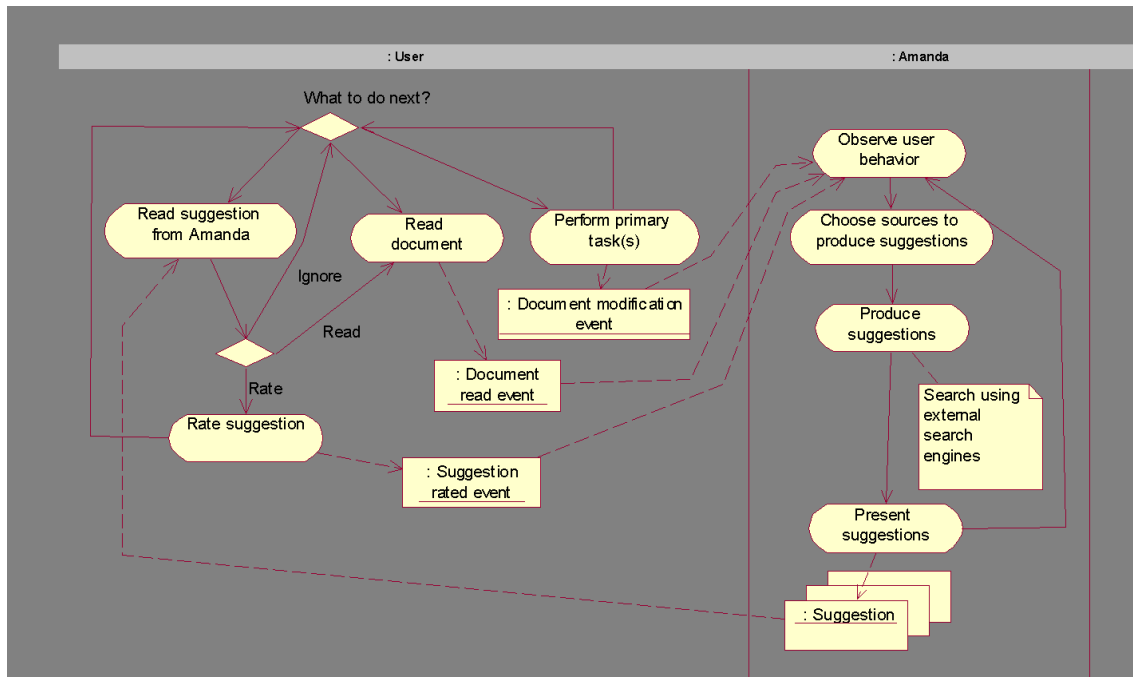 : User
: Amanda
What to do next?
Observe user
behavior
Read suggestion
from Amanda
Read
document
Perform primary
task(s)
Choose sources to
produce suggestions
Ignore
: Document modification
event
Produce
suggestions
Read
: Document
read event
Rate
Search using
external
search
engines
Rate suggestion
: Suggestion
rated event
Present
suggestions
: Suggestion